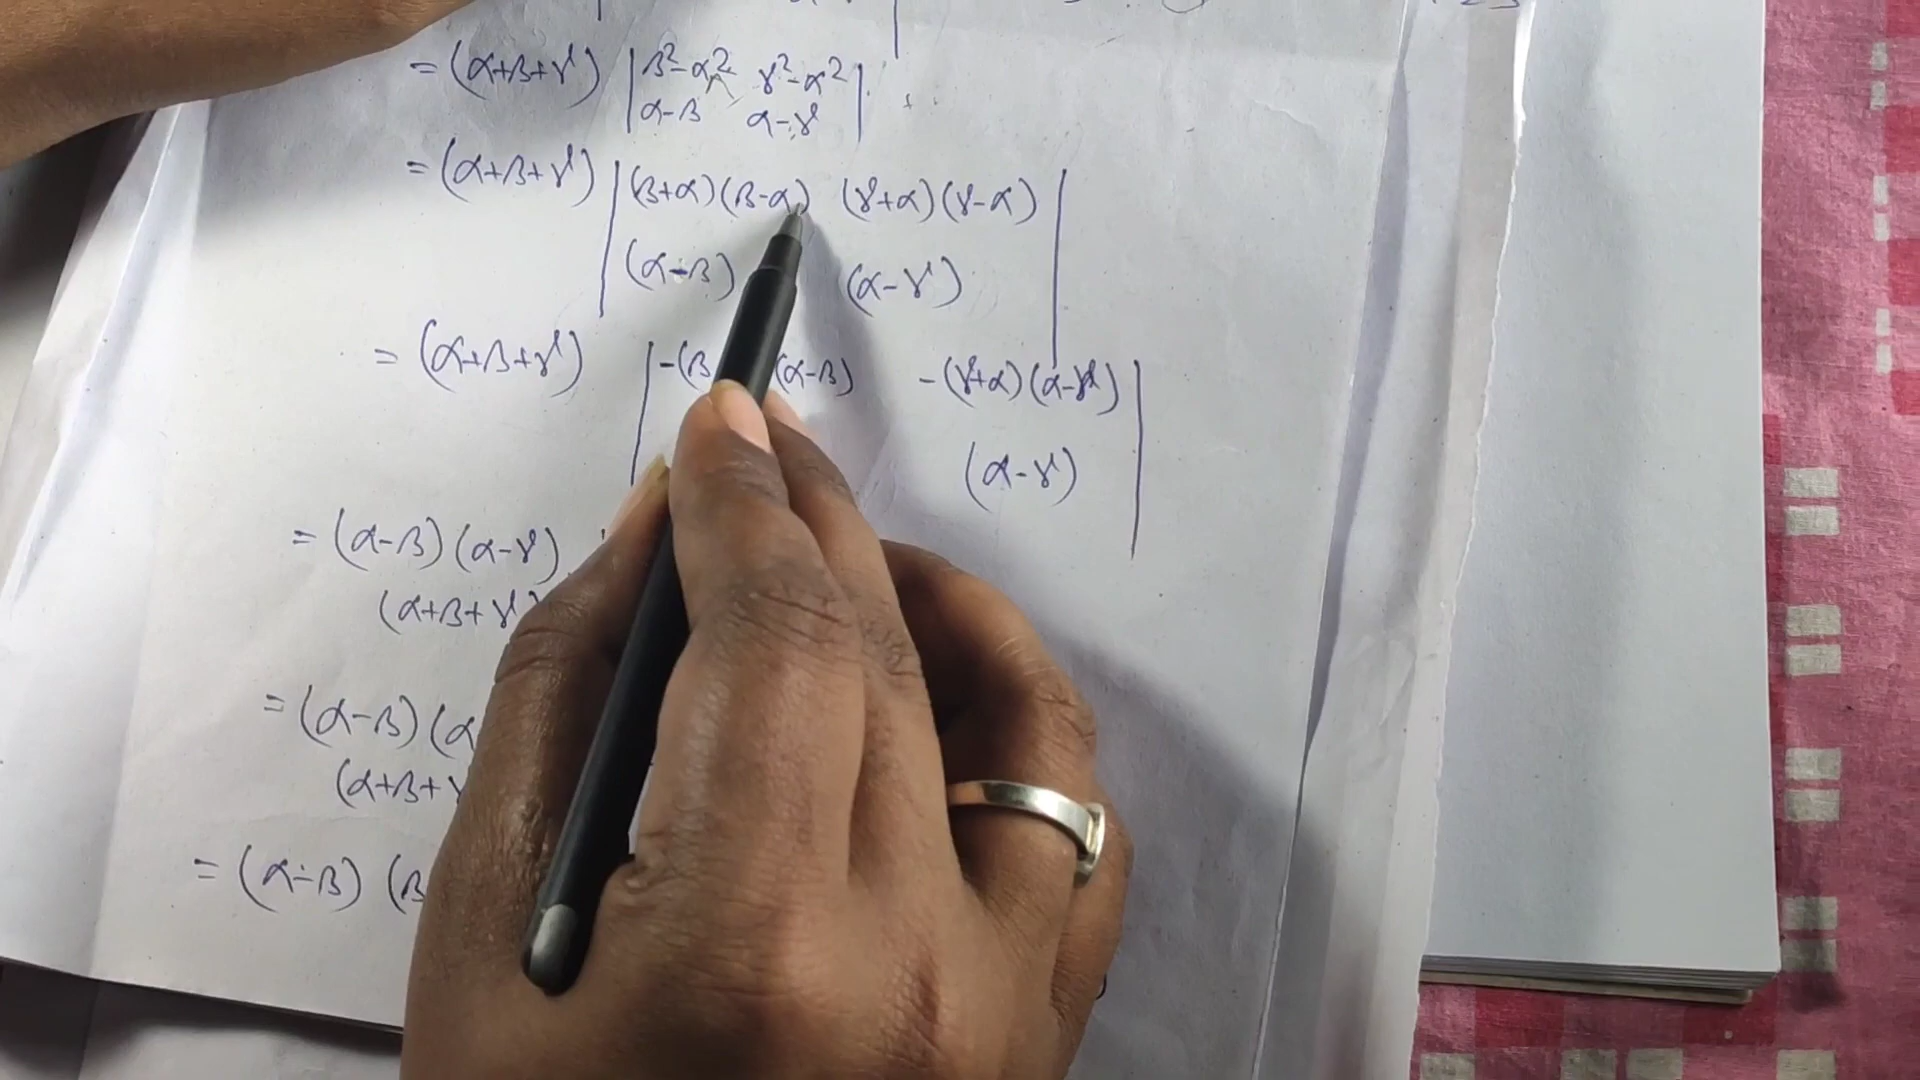 = (α+β+γ) | β²-α² γ²-α² |
| α-β α-γ |
= (α+β+γ) | (β+α)(β-α) (γ+α)(γ-α) |
| (α-β) (α-γ) |
= (α+β+γ) | -(β (α-β) -(γ+α)(α-γ) |
(α-γ) |
= (α-β)(α-γ)
(α+β+γ)
= (α-β)(α
(α+β+γ
= (α-β)(β